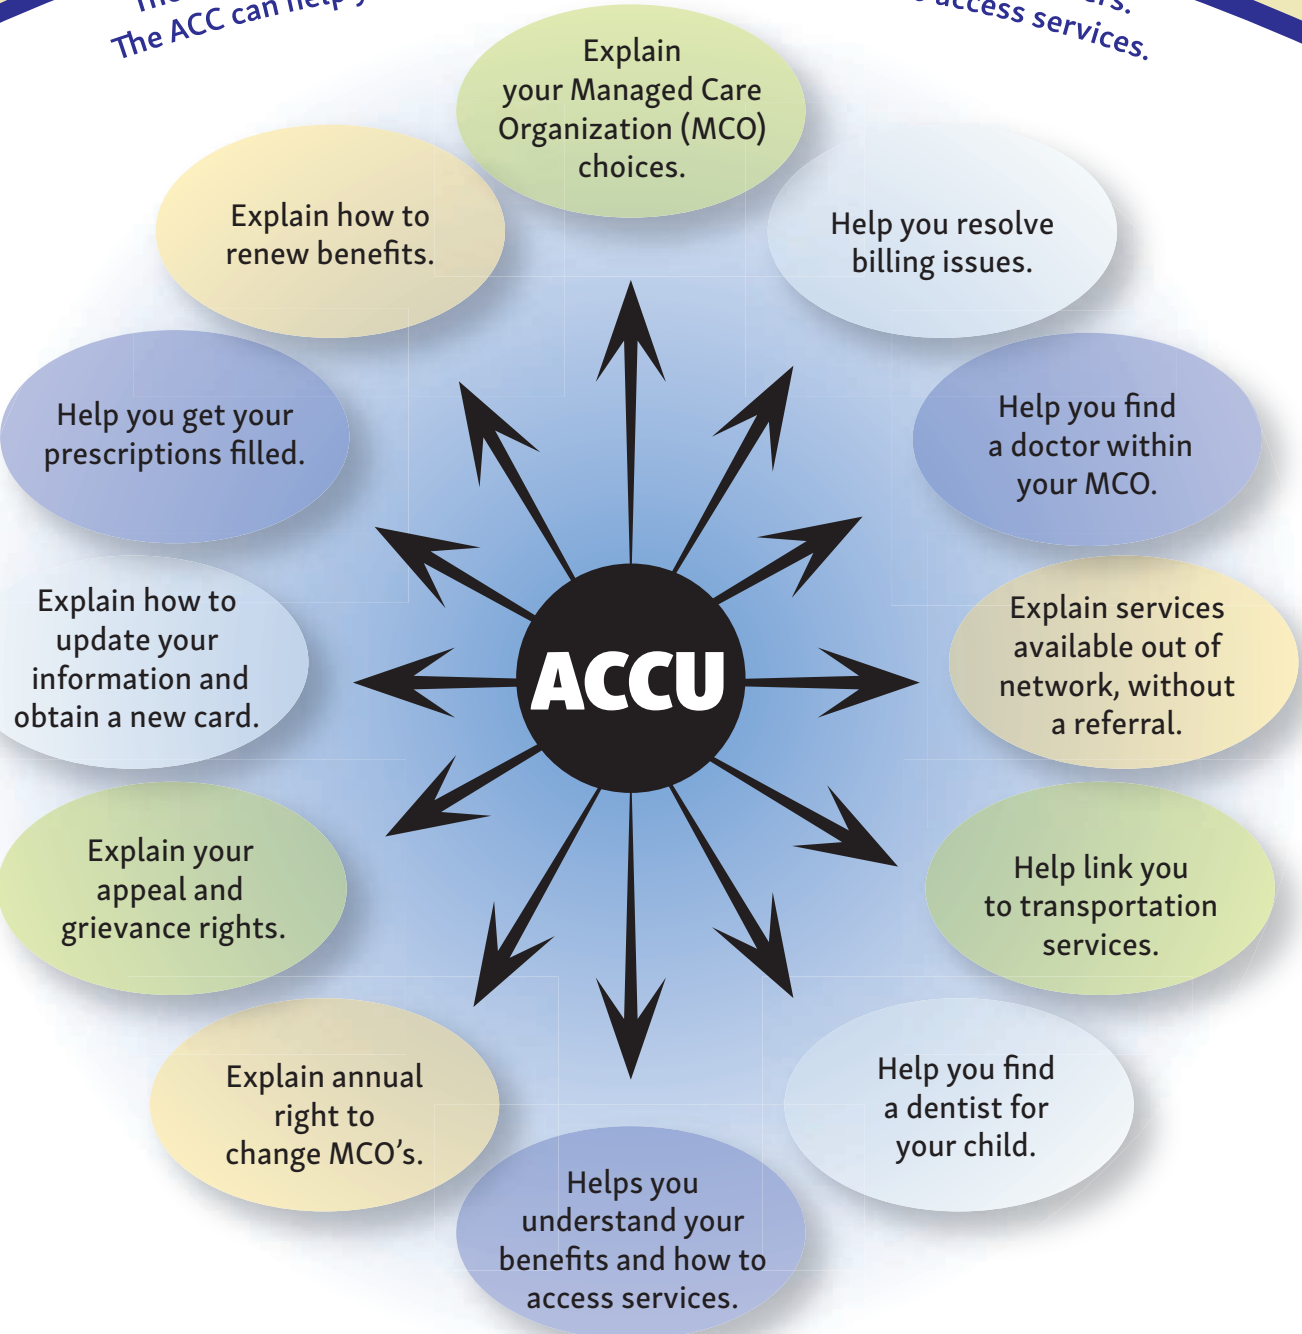 The ACC can help y
access services.
Explain
your Managed Care
Organization (MCO)
choices.
Help you resolve
billing issues.
Help you find
a doctor within
your MCO.
Explain services
available out of
network, without
a referral.
Help link you
to transportation
services.
Help you find
a dentist for
your child.
Helps you
understand your
benefits and how to
access services.
Explain annual
right to
change MCO’s.
Explain your
appeal and
grievance rights.
Explain how to
update your
information and
obtain a new card.
Help you get your
prescriptions filled.
Explain how to
renew benefits.
ACCU